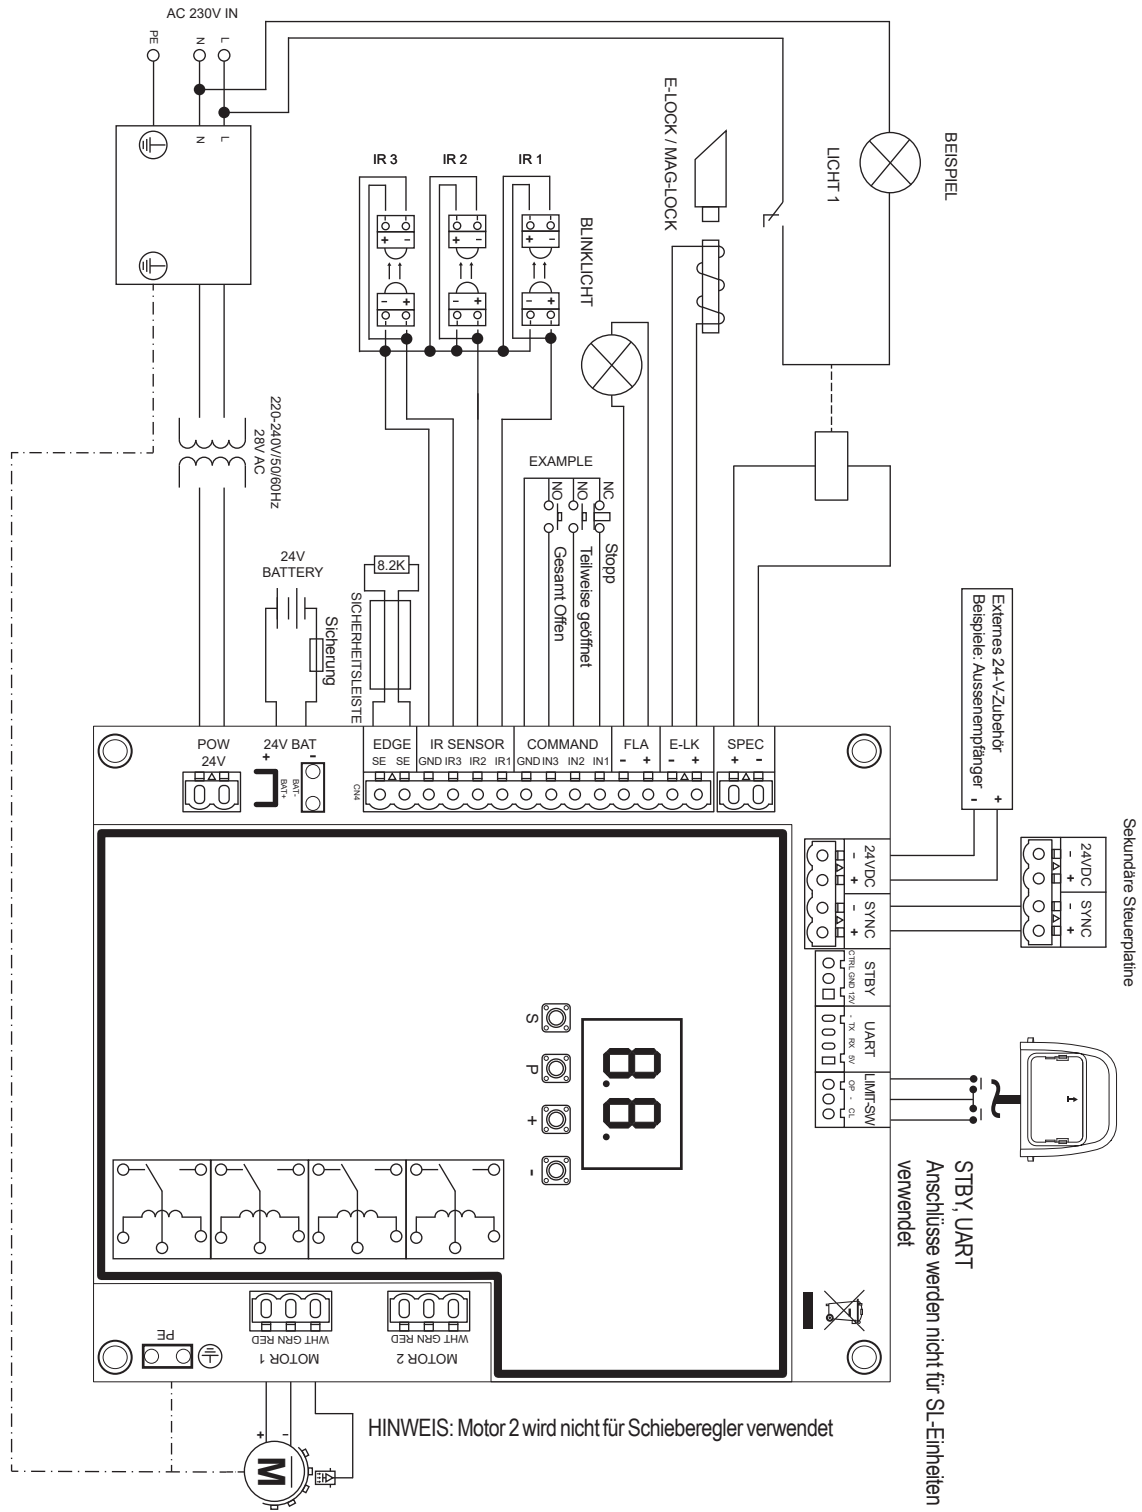 AC 230V IN
PE
N
L
N
L
BEISPIEL
LICHT 1
E-LOCK / MAG-LOCK
IR 3
IR 2
IR 1
BLINKLICHT
+ -
+ -
+ -
- +
- +
- +
220-240V/50/60Hz
28V AC
EXAMPLE
NO
NO
NC
Stopp
Teilweise geöffnet
Gesamt Offen
24V
BATTERY
Sicherung
8.2K
SICHERHEITSLEISTE
Externes 24-V-Zubehör
Beispiele: Aussenempfänger
- +
POW
24V
24V BAT
+ -
BAT+
BAT-
EDGE
SE SE
IR SENSOR
GND IR3 IR2 IR1
COMMAND
GND IN3 IN2 IN1
FLA
- +
E-LK
- +
SPEC
+ -
CN4
Sekundäre Steuerplatine
24VDC
- +
SYNC
- +
24VDC
- +
SYNC
- +
STBY
CTRL GND 12V
UART
- TX RX 5V
LIMIT-SW
OP - CL
S
P
+
-
8.8.
STBY, UART
Anschlüsse werden nicht für SL-Einheiten
verwendet
PE
WHT GRN RED
MOTOR 1
WHT GRN RED
MOTOR 2
HINWEIS: Motor 2 wird nicht für Schieberegler verwendet
+ -
M